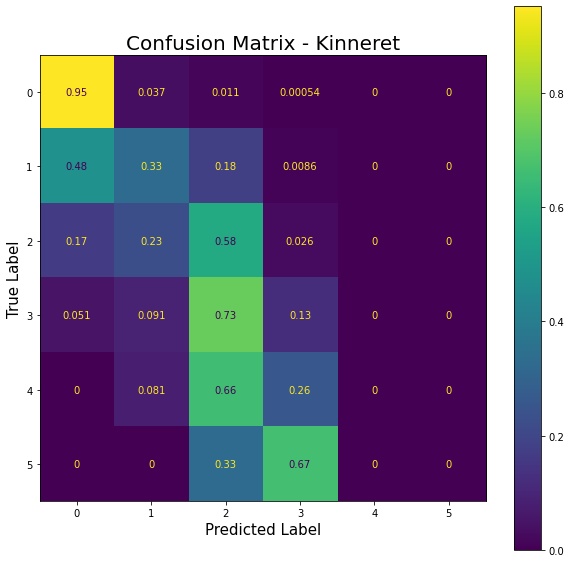 Confusion Matrix - Kinneret
0 0.95 0.037 0.011 0.00054 0 0
1 0.48 0.33 0.18 0.0086 0 0
2 0.17 0.23 0.58 0.026 0 0
3 0.051 0.091 0.73 0.13 0 0
4 0 0.081 0.66 0.26 0 0
5 0 0 0.33 0.67 0 0
0 1 2 3 4 5
True Label
Predicted Label
0.8
0.6
0.4
0.2
0.0